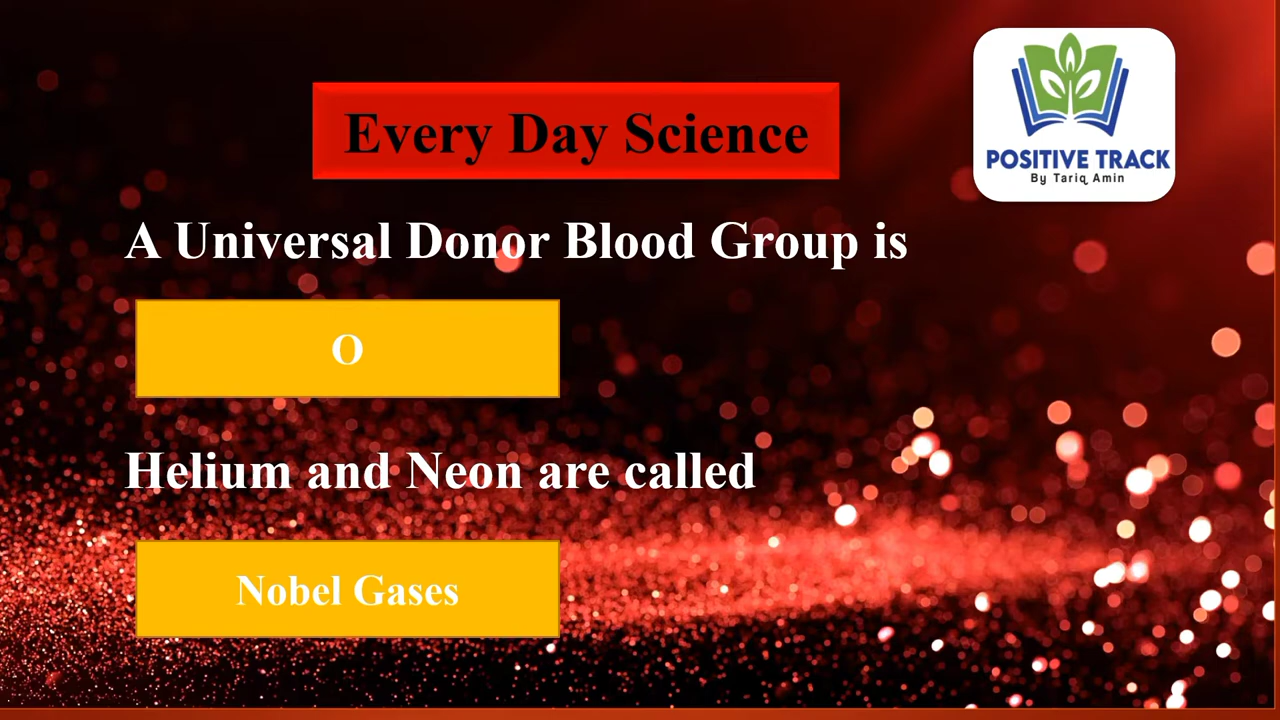 Every Day Science
POSITIVE TRACK
By Tariq Amin
A Universal Donor Blood Group is
O
Helium and Neon are called
Nobel Gases